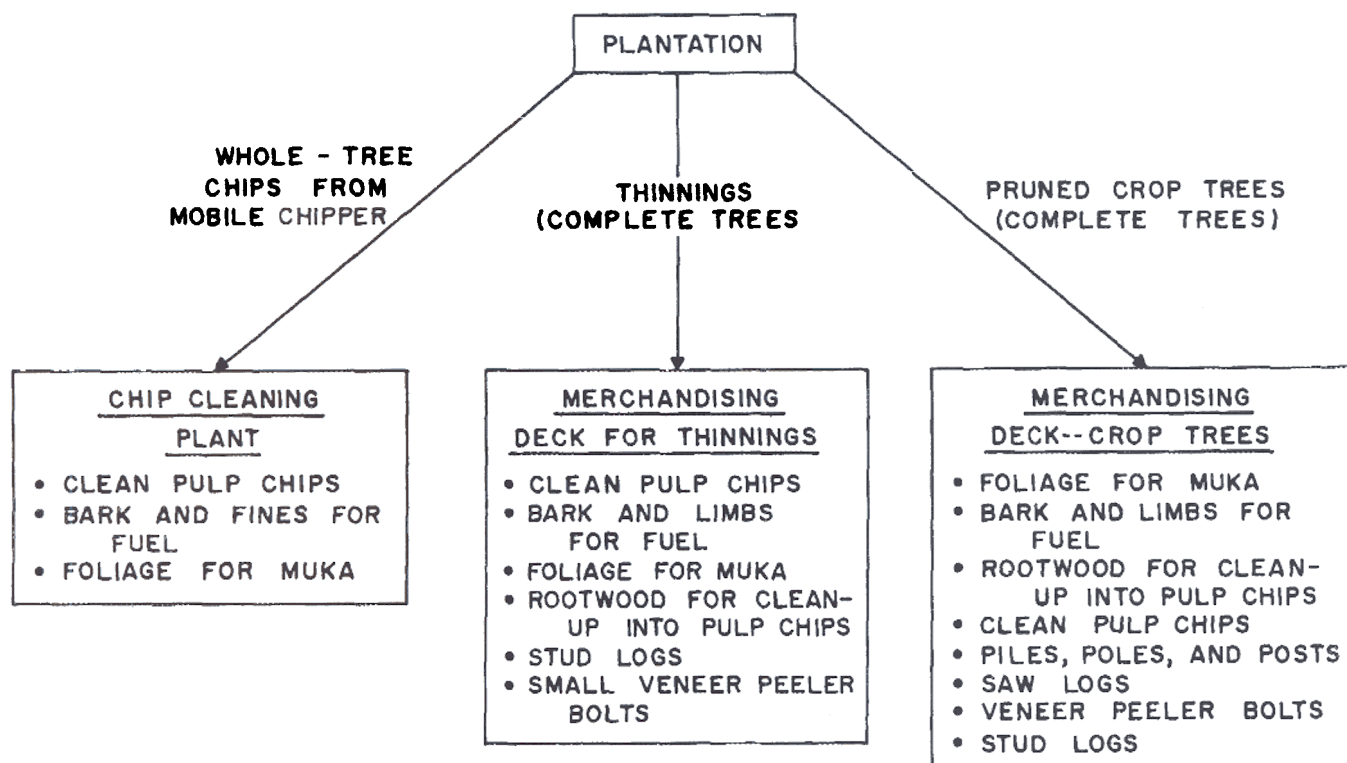 PLANTATION
WHOLE - TREE
CHIPS FROM
MOBILE CHIPPER
THINNINGS
(COMPLETE TREES
PRUNED CROP TREES
(COMPLETE TREES)
CHIP CLEANING
PLANT
• CLEAN PULP CHIPS
• BARK AND FINES FOR
FUEL
• FOLIAGE FOR MUKA
MERCHANDISING
DECK FOR THINNINGS
• CLEAN PULP CHIPS
• BARK AND LIMBS
FOR FUEL
• FOLIAGE FOR MUKA
• ROOTWOOD FOR CLEAN-
UP INTO PULP CHIPS
• STUD LOGS
• SMALL VENEER PEELER
BOLTS
MERCHANDISING
DECK--CROP TREES
• FOLIAGE FOR MUKA
• BARK AND LIMBS FOR
FUEL
• ROOTWOOD FOR CLEAN-
UP INTO PULP CHIPS
• CLEAN PULP CHIPS
• PILES, POLES, AND POSTS
• SAW LOGS
• VENEER PEELER BOLTS
• STUD LOGS